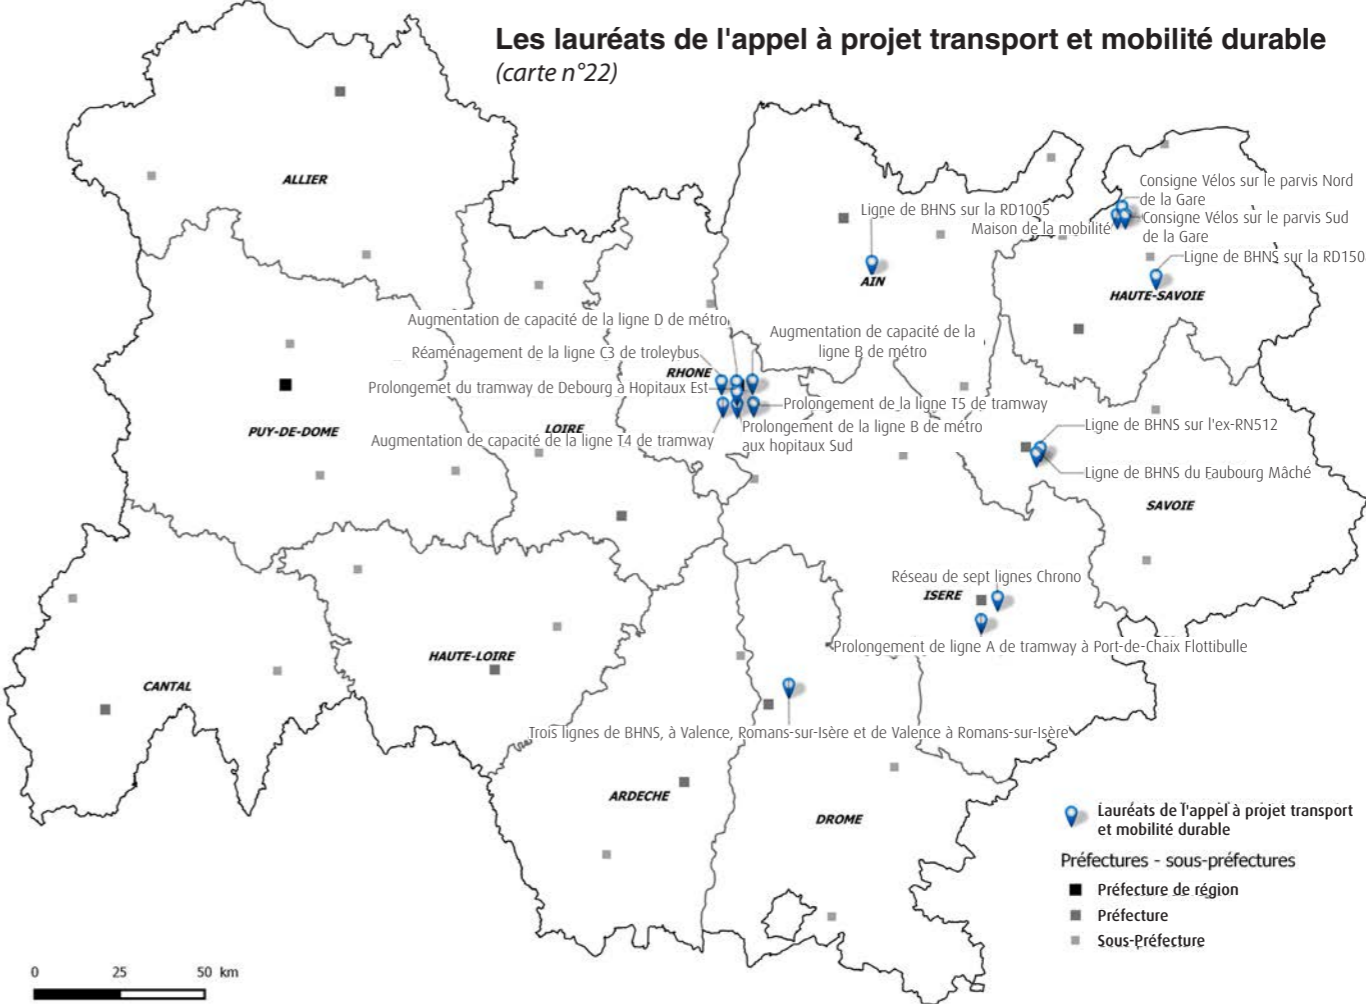 Les lauréats de l'appel à projet transport et mobilité durable
(carte n°22)
ALLIER
Consigne Vélos sur le parvis Nord
de la Gare
Ligne de BHNS sur la RD1005
Maison de la mobilité
Consigne Vélos sur le parvis Sud
de la Gare
Ligne de BHNS sur la RD150
AIN
HAUTE-SAVOIE
Augmentation de capacité de la ligne D de métro
Augmentation de capacité de la
ligne B de métro
Réaménagement de la ligne C3 de troleybus
RHONE
Prolongemet du tramway de Debourg à Hopitaux Est
Prolongement de la ligne T5 de tramway
PUY-DE-DOME
LOIRE
Augmentation de capacité de la ligne T4 de tramway
Prolongement de la ligne B de métro
aux hopitaux Sud
Ligne de BHNS sur l'ex-RN512
Ligne de BHNS du Faubourg Mâché
SAVOIE
Réseau de sept lignes Chrono
ISERE
Prolongement de ligne A de tramway à Port-de-Chaix Flottibulle
HAUTE-LOIRE
CANTAL
Trois lignes de BHNS, à Valence, Romans-sur-Isère et de Valence à Romans-sur-Isère
ARDECHE
DROME
Lauréats de l'appel à projet transport
et mobilité durable
Préfectures - sous-préfectures
Préfecture de région
Préfecture
Sous-Préfecture
0 25 50 km